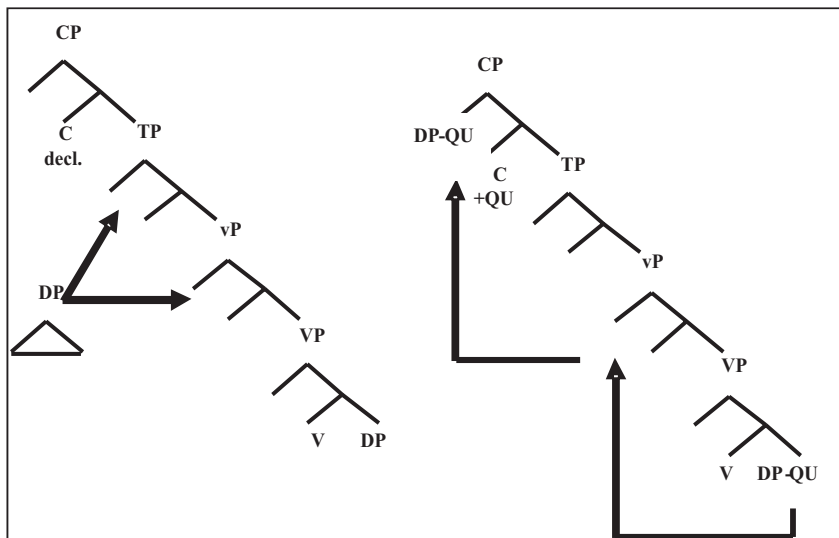 CP
C
decl.
TP
vP
DP
VP
V DP
CP
DP-QU
C
+QU
TP
vP
VP
V DP-QU